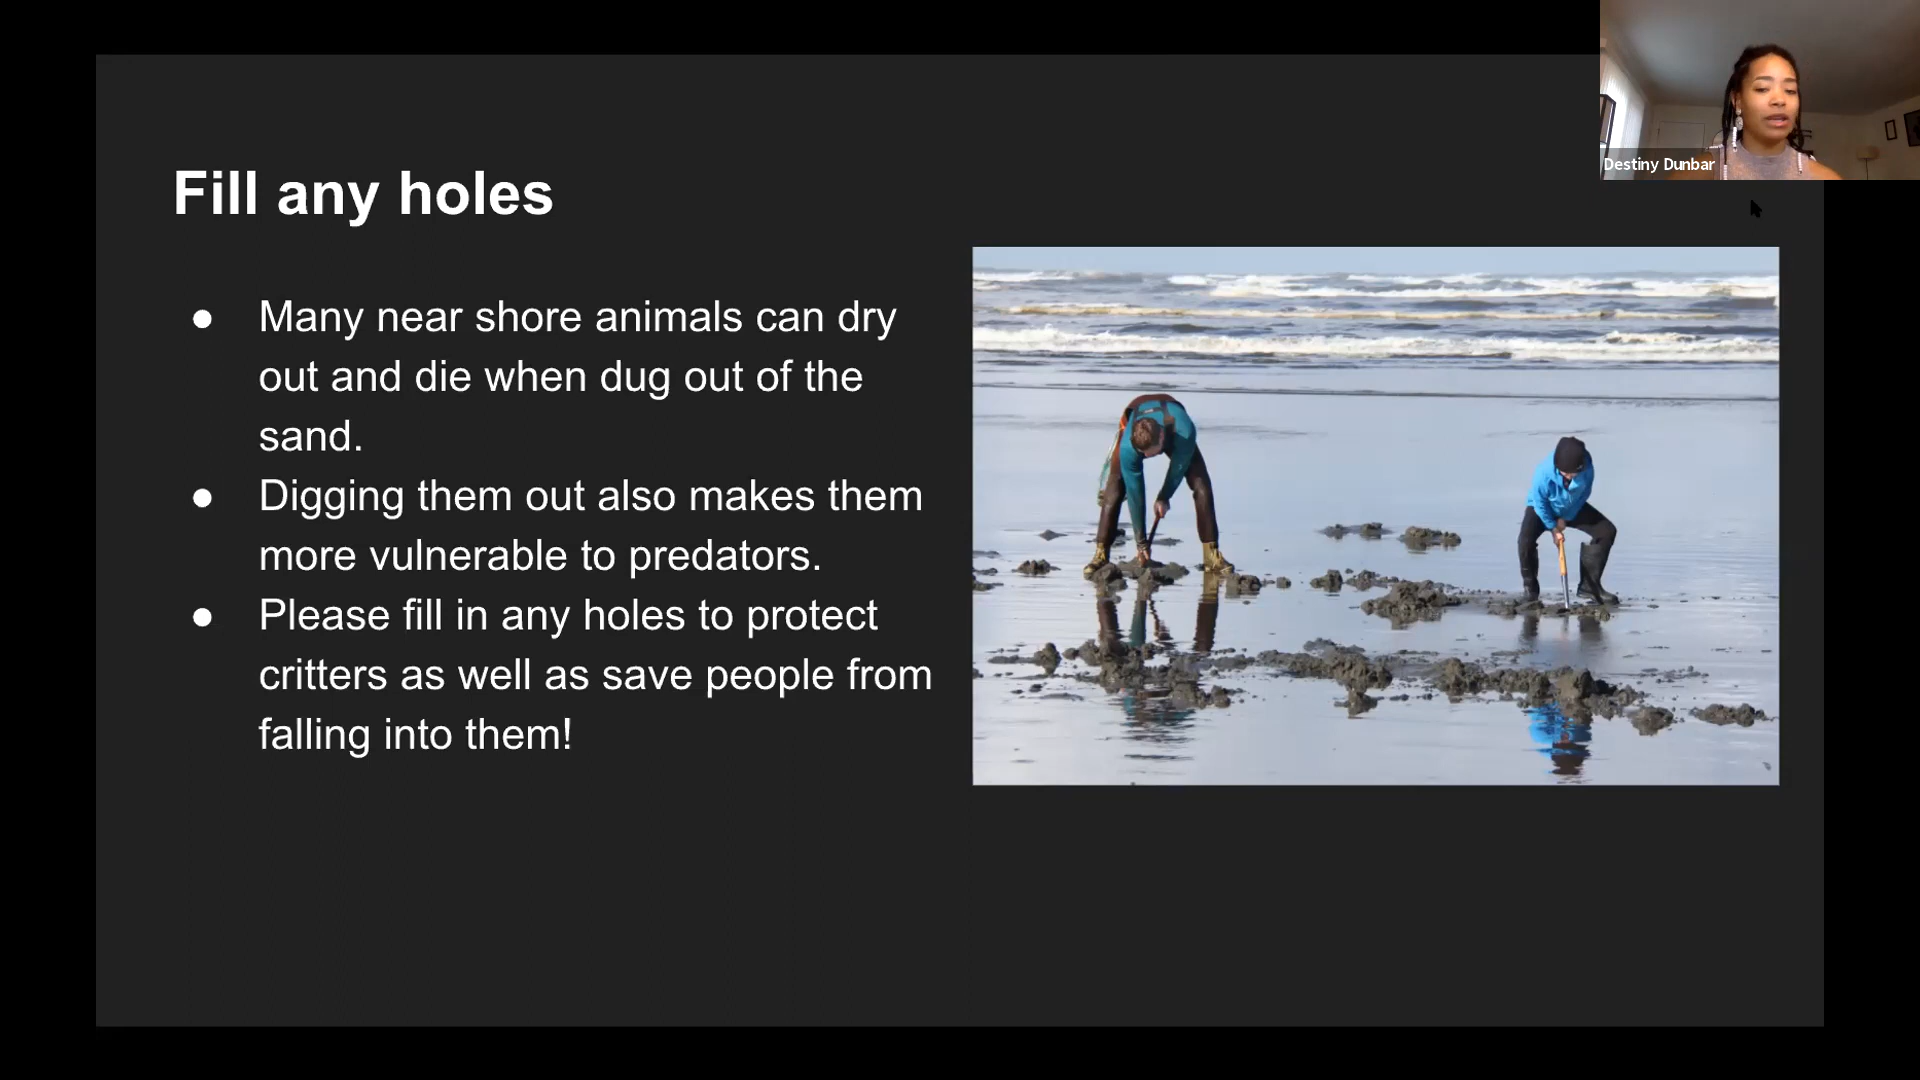 Destiny Dunbar
Fill any holes
● Many near shore animals can dry
out and die when dug out of the
sand.
● Digging them out also makes them
more vulnerable to predators.
● Please fill in any holes to protect
critters as well as save people from
falling into them!